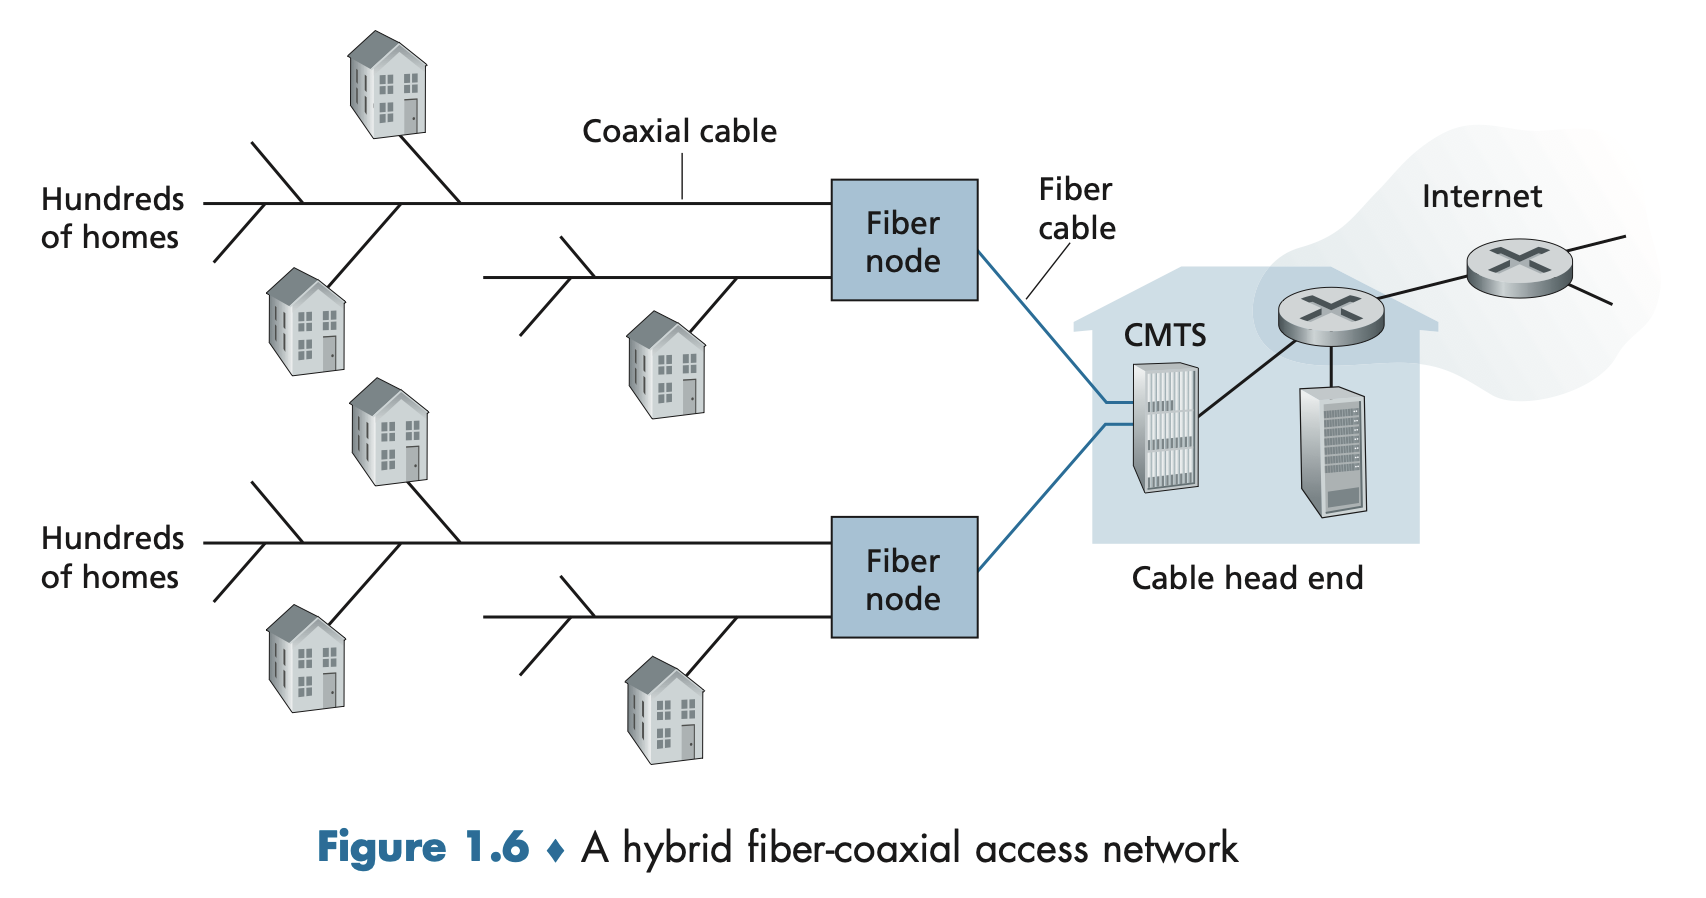 Coaxial cable
Hundreds
of homes
Fiber
node
Fiber
cable
Internet
CMTS
Hundreds
of homes
Fiber
node
Cable head end
Figure 1.6 ♦ A hybrid fiber-coaxial access network